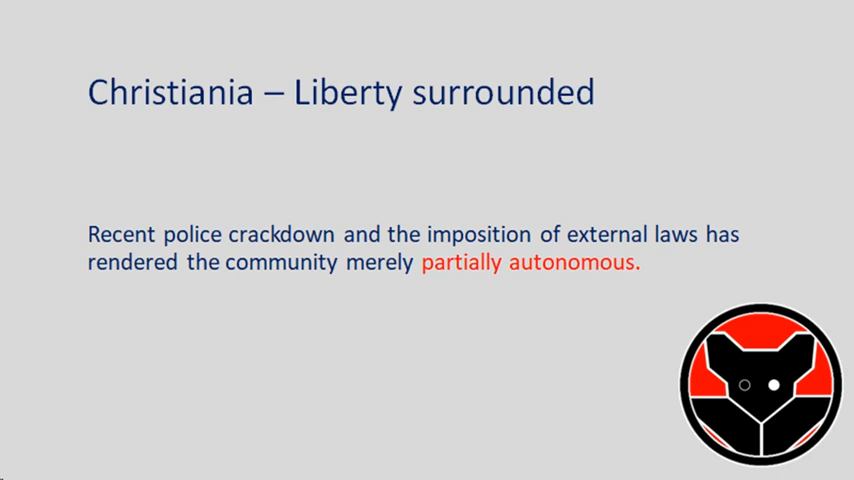 Christiania – Liberty surrounded
Recent police crackdown and the imposition of external laws has
rendered the community merely partially autonomous.